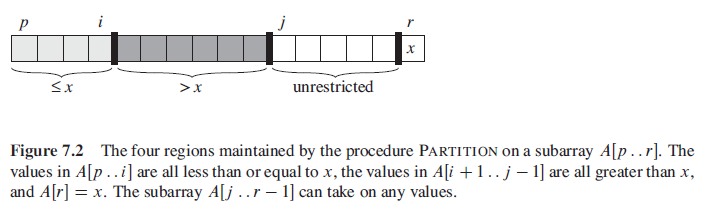 p i j r
x
≤ x > x unrestricted
Figure 7.2 The four regions maintained by the procedure PARTITION on a subarray A[p . . r]. The
values in A[p . . i] are all less than or equal to x, the values in A[i + 1 . . j − 1] are all greater than x,
and A[r] = x. The subarray A[j . . r − 1] can take on any values.